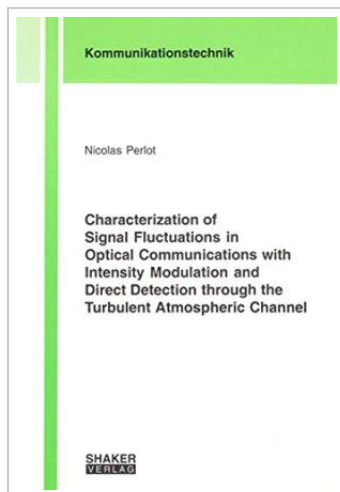 Kommunikationstechnik
Nicolas Perlot
Characterization of
Signal Fluctuations in
Optical Communications with
Intensity Modulation and
Direct Detection through the
Turbulent Atmospheric Channel
SHAKER
VERLAG